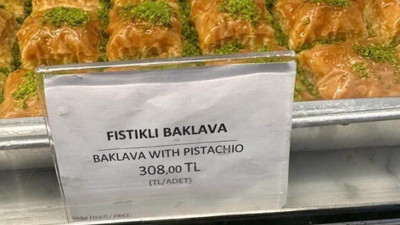 FISTIKLI BAKLAVA
BAKLAVA WITH PISTACHIO
308,00 TL
(TL/ADET)